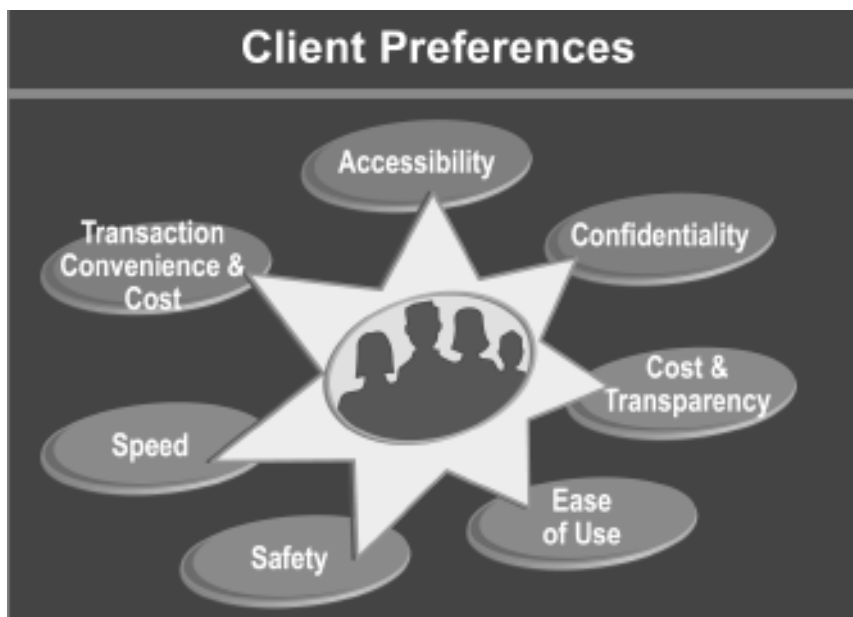 Client Preferences
Accessibility
Confidentiality
Cost &
Transparency
Ease
of Use
Safety
Speed
Transaction
Convenience &
Cost